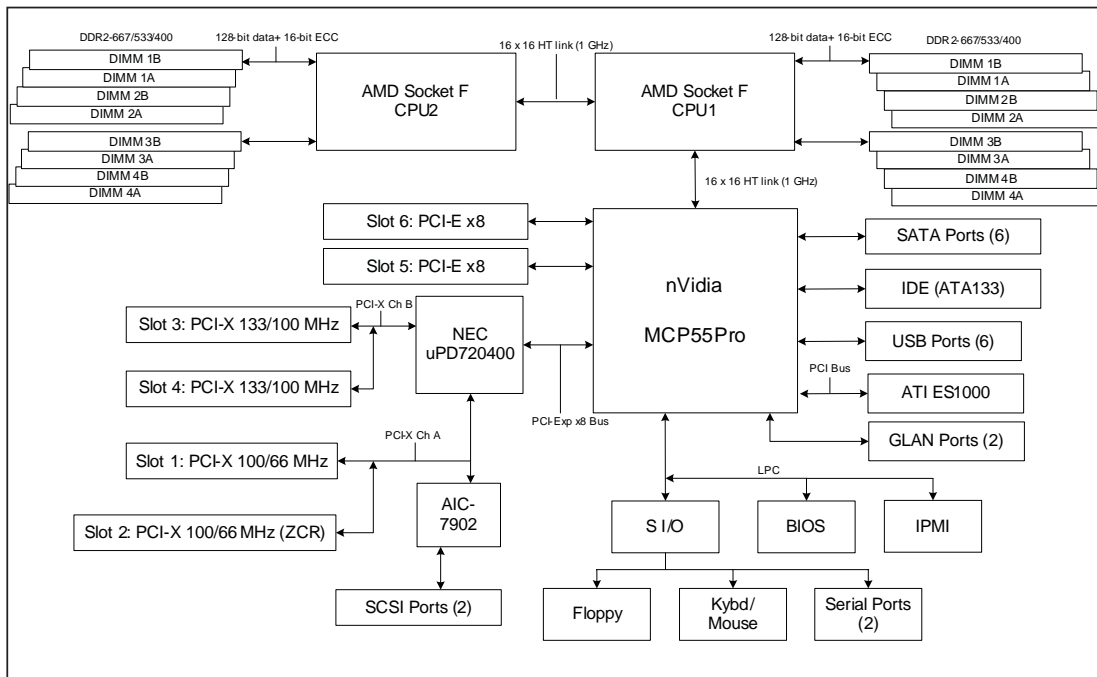 DDR2-667/533/400
128-bit data+ 16-bit ECC
16 x 16 HT link (1 GHz)
128-bit data+ 16-bit ECC
DDR2-667/533/400
DIMM 1B
DIMM 1A
DIMM 2B
DIMM 2A
DIMM 3B
DIMM 3A
DIMM 4B
DIMM 4A
AMD Socket F
CPU2
AMD Socket F
CPU1
DIMM 1B
DIMM 1A
DIMM 2B
DIMM 2A
DIMM 3B
DIMM 3A
DIMM 4B
DIMM 4A
16 x 16 HT link (1 GHz)
Slot 6: PCI-E x8
Slot 5: PCI-E x8
nVidia
MCP55Pro
SATA Ports (6)
IDE (ATA133)
USB Ports (6)
PCI Bus
ATI ES1000
GLAN Ports (2)
PCI-X Ch B
Slot 3: PCI-X 133/100 MHz
NEC
uPD720400
Slot 4: PCI-X 133/100 MHz
PCI-Exp x8 Bus
PCI-X Ch A
Slot 1: PCI-X 100/66 MHz
AIC-
7902
Slot 2: PCI-X 100/66 MHz (ZCR)
SCSI Ports (2)
LPC
S I/O
BIOS
IPMI
Floppy
Kybd/
Mouse
Serial Ports
(2)